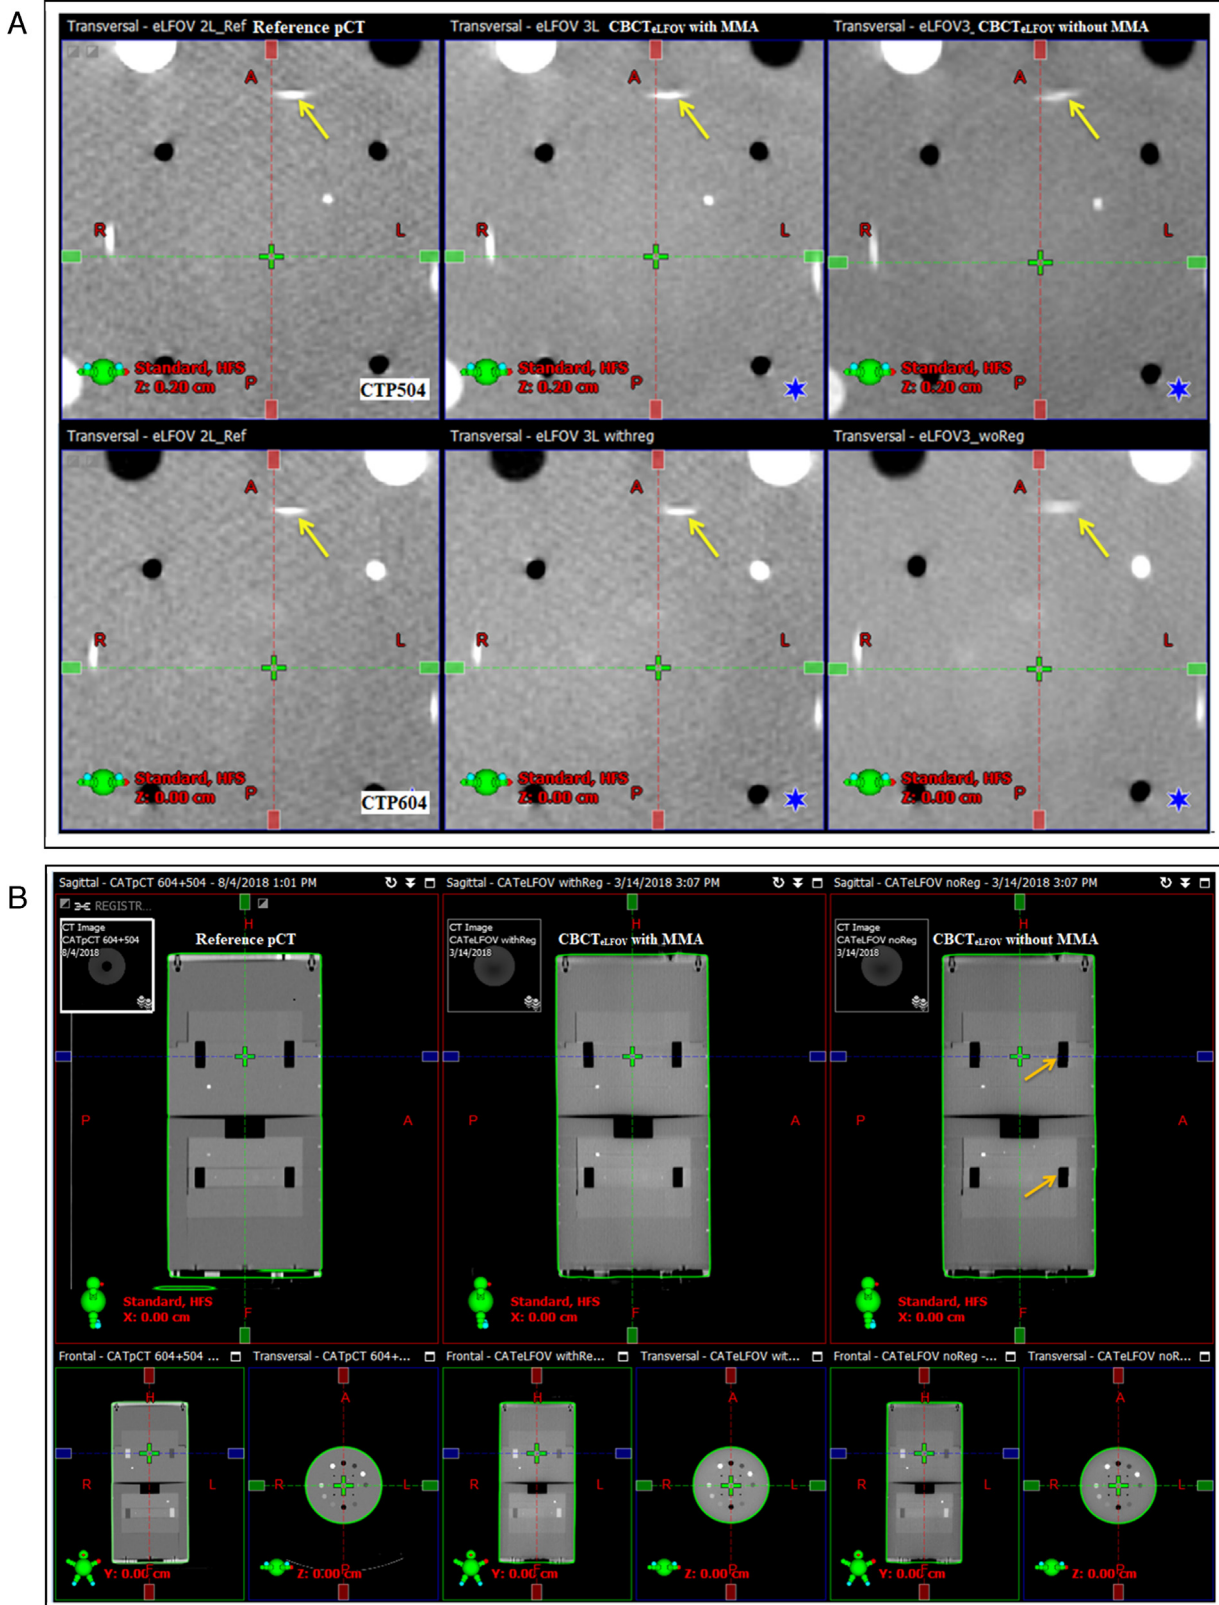 A
Transversal - eLFOV 2L_Ref Reference pCT
Transversal - eLFOV 3L CBCTeLFOV with MMA
Transversal - eLFOV3_ CBCTeLFOV without MMA
A
A
A
R
L
R
L
R
L
Standard, HFS
Z: 0.20 cm
P
CTP504
Standard, HFS
Z: 0.20 cm
P
Standard, HFS
Z: 0.20 cm
P
Transversal - eLFOV 2L_Ref
Transversal - eLFOV 3L withreg
Transversal - eLFOV3_woReg
A
A
A
R
L
R
L
R
L
Standard, HFS
Z: 0.00 cm
P
CTP604
Standard, HFS
Z: 0.00 cm
P
Standard, HFS
Z: 0.00 cm
P
B
Sagittal - CATpCT 604+504 - 8/4/2018 1:01 PM
Sagittal - CATeLFOV withReg - 3/14/2018 3:07 PM
Sagittal - CATeLFOV noReg - 3/14/2018 3:07 PM
REGISTR...
H
H
H
CT Image
CATpCT 604+504
8/4/2018
Reference pCT
CT Image
CATeLFOV withReg
3/14/2018
CBCTeLFOV with MMA
CT Image
CATeLFOV noReg
3/14/2018
CBCTeLFOV without MMA
P
A
P
A
P
A
Standard, HFS
X: 0.00 cm
F
Standard, HFS
X: 0.00 cm
F
Standard, HFS
X: 0.00 cm
F
Frontal - CATpCT 604+504 ...
Transversal - CATpCT 604+...
Frontal - CATeLFOV withRe...
Transversal - CATeLFOV wit...
Frontal - CATeLFOV noReg -...
Transversal - CATeLFOV noR...
H
A
H
A
H
A
R
L
R
L
R
L
R
L
R
L
R
L
F
Y: 0.00 cm
P
Z: 0.00 cm
F
Y: 0.00 cm
P
Z: 0.00 cm
F
Y: 0.00 cm
P
Z: 0.00 cm